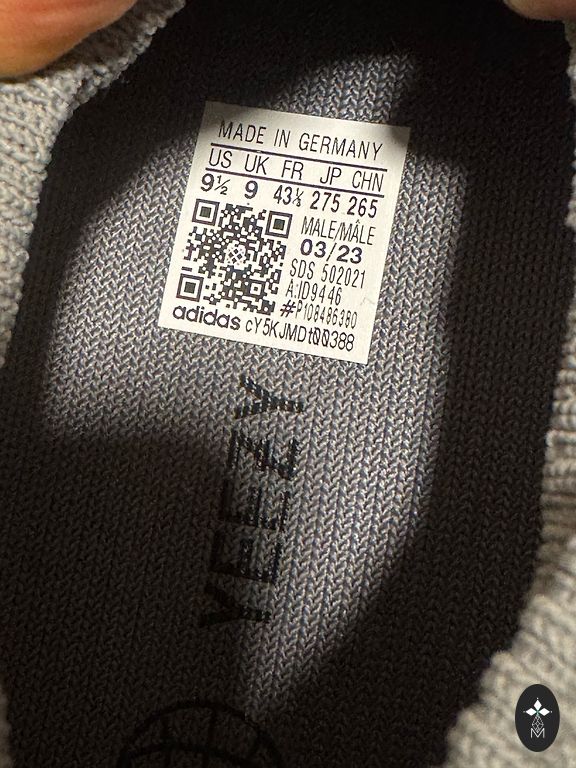 MADE IN GERMANY
US UK FR JP CHN
9½ 9 43⅓ 275 265
MALE/MÂLE
03/23
SDS 502021
A:ID9446
#P108486380
adidas cY5KJMDt00388
YEEZY
M